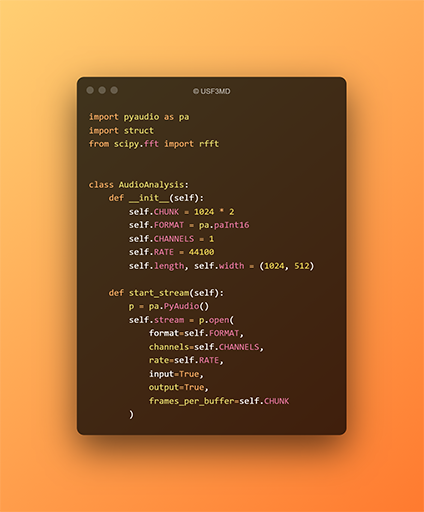 © USF3MD
import pyaudio as pa
import struct
from scipy.fft import rfft
class AudioAnalysis:
    def __init__(self):
        self.CHUNK = 1024 * 2
        self.FORMAT = pa.paInt16
        self.CHANNELS = 1
        self.RATE = 44100
        self.length, self.width = (1024, 512)
    def start_stream(self):
        p = pa.PyAudio()
        self.stream = p.open(
            format=self.FORMAT,
            channels=self.CHANNELS,
            rate=self.RATE,
            input=True,
            output=True,
            frames_per_buffer=self.CHUNK
        )